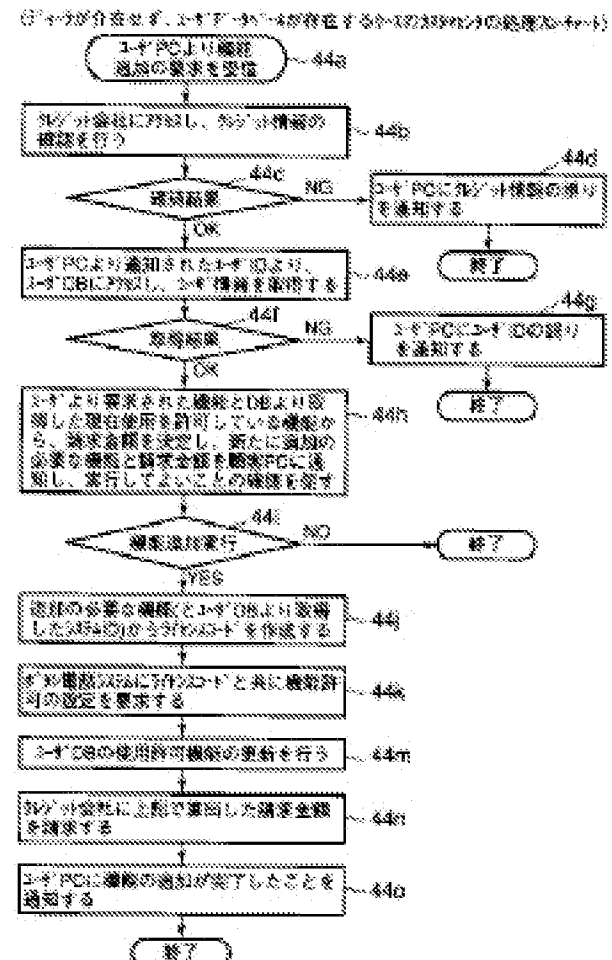 (ディーラが介在せず、ユーザデータベースが存在するケースのカスタマセンタの処理フローチャート)
ユーザPCより機能
追加の要求を受信
44a
クレジット会社にアクセスし、クレジット情報の
確認を行う
44b
44c
確認結果
NG
OK
44d
ユーザPCにクレジット情報の誤り
を通知する
終了
ユーザPCより通知されたユーザIDより、
ユーザDBにアクセスし、ユーザ情報を取得する
44e
44f
取得結果
NG
OK
44g
ユーザPCにユーザIDの誤り
を通知する
終了
ユーザより要求された機能とDBより取
得した現在使用を許可している機能か
ら、請求金額を決定し、新たに追加の
必要な機能と請求金額を顧客PCに通
知し、実行してよいことの確認を促す
44h
44i
機能追加実行
NO
終了
YES
追加の必要な機能(とユーザDBより取得
したシステムID)からライセンスコードを作成する
44j
ボタン電話システムにライセンスコードと共に機能許
可の設定を要求する
44k
ユーザDBの使用許可機能の更新を行う
44m
クレジット会社に上記で算出した請求金額
を請求する
44n
ユーザPCに機能の追加が完了したことを
通知する
44o
終了